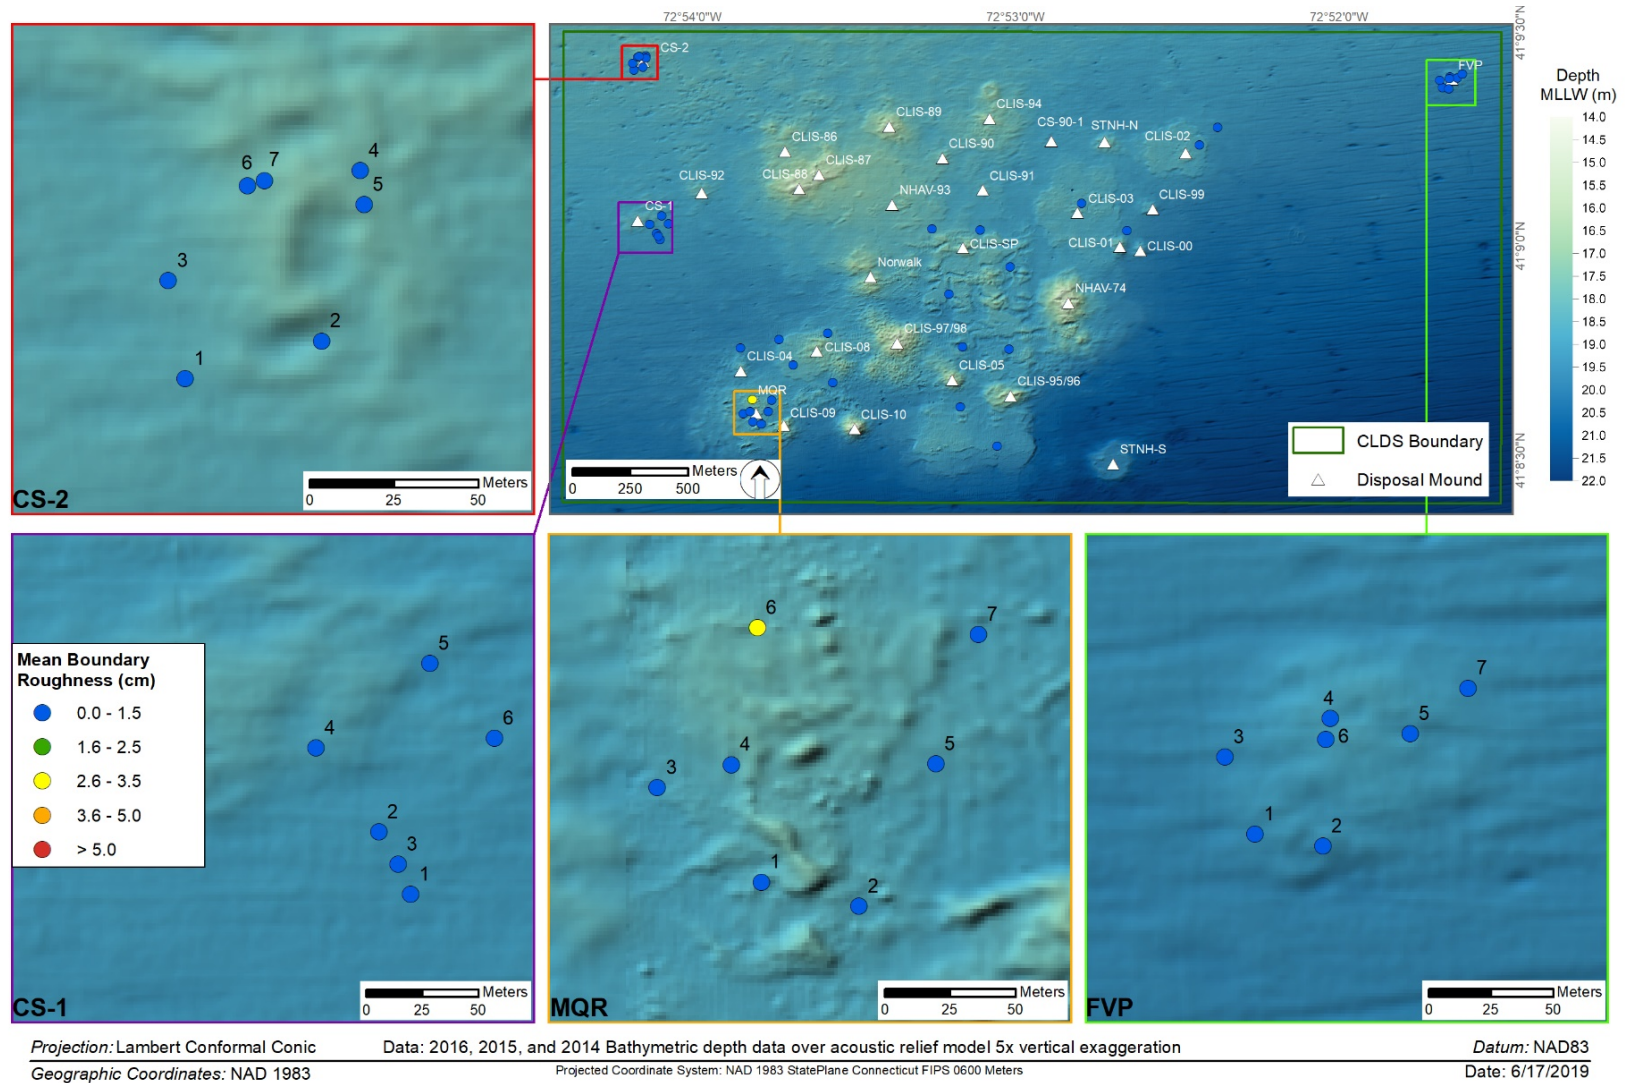 72°54'0"W
72°53'0"W
72°52'0"W
41°9'30"N
41°9'0"N
41°8'30"N
CS-2
FVP
CLIS-89
CLIS-94
CS-90-1
STNH-N
CLIS-02
CLIS-86
CLIS-90
CLIS-87
CLIS-88
CLIS-92
CLIS-91
NHAV-93
CLIS-03
CLIS-99
CS-1
CLIS-SP
CLIS-01
CLIS-00
Norwalk
NHAV-74
CLIS-97/98
CLIS-08
CLIS-04
CLIS-05
CLIS-95/96
MQR
CLIS-09
CLIS-10
STNH-S
Meters
0 250 500
CLDS Boundary
Disposal Mound
Depth
MLLW (m)
14.0
14.5
15.0
15.5
16.0
16.5
17.0
17.5
18.0
18.5
19.0
19.5
20.0
20.5
21.0
21.5
22.0
6 7 4
5
3
2
1
Meters
0 25 50
CS-2
Mean Boundary
Roughness (cm)
0.0 - 1.5
1.6 - 2.5
2.6 - 3.5
3.6 - 5.0
> 5.0
5
6
4
2
3
1
Meters
0 25 50
CS-1
6
7
4
5
3
1
2
Meters
0 25 50
MQR
7
4
5
3
6
1
2
Meters
0 25 50
FVP
Projection: Lambert Conformal Conic
Data: 2016, 2015, and 2014 Bathymetric depth data over acoustic relief model 5x vertical exaggeration
Datum: NAD83
Geographic Coordinates: NAD 1983
Projected Coordinate System: NAD 1983 StatePlane Connecticut FIPS 0600 Meters
Date: 6/17/2019